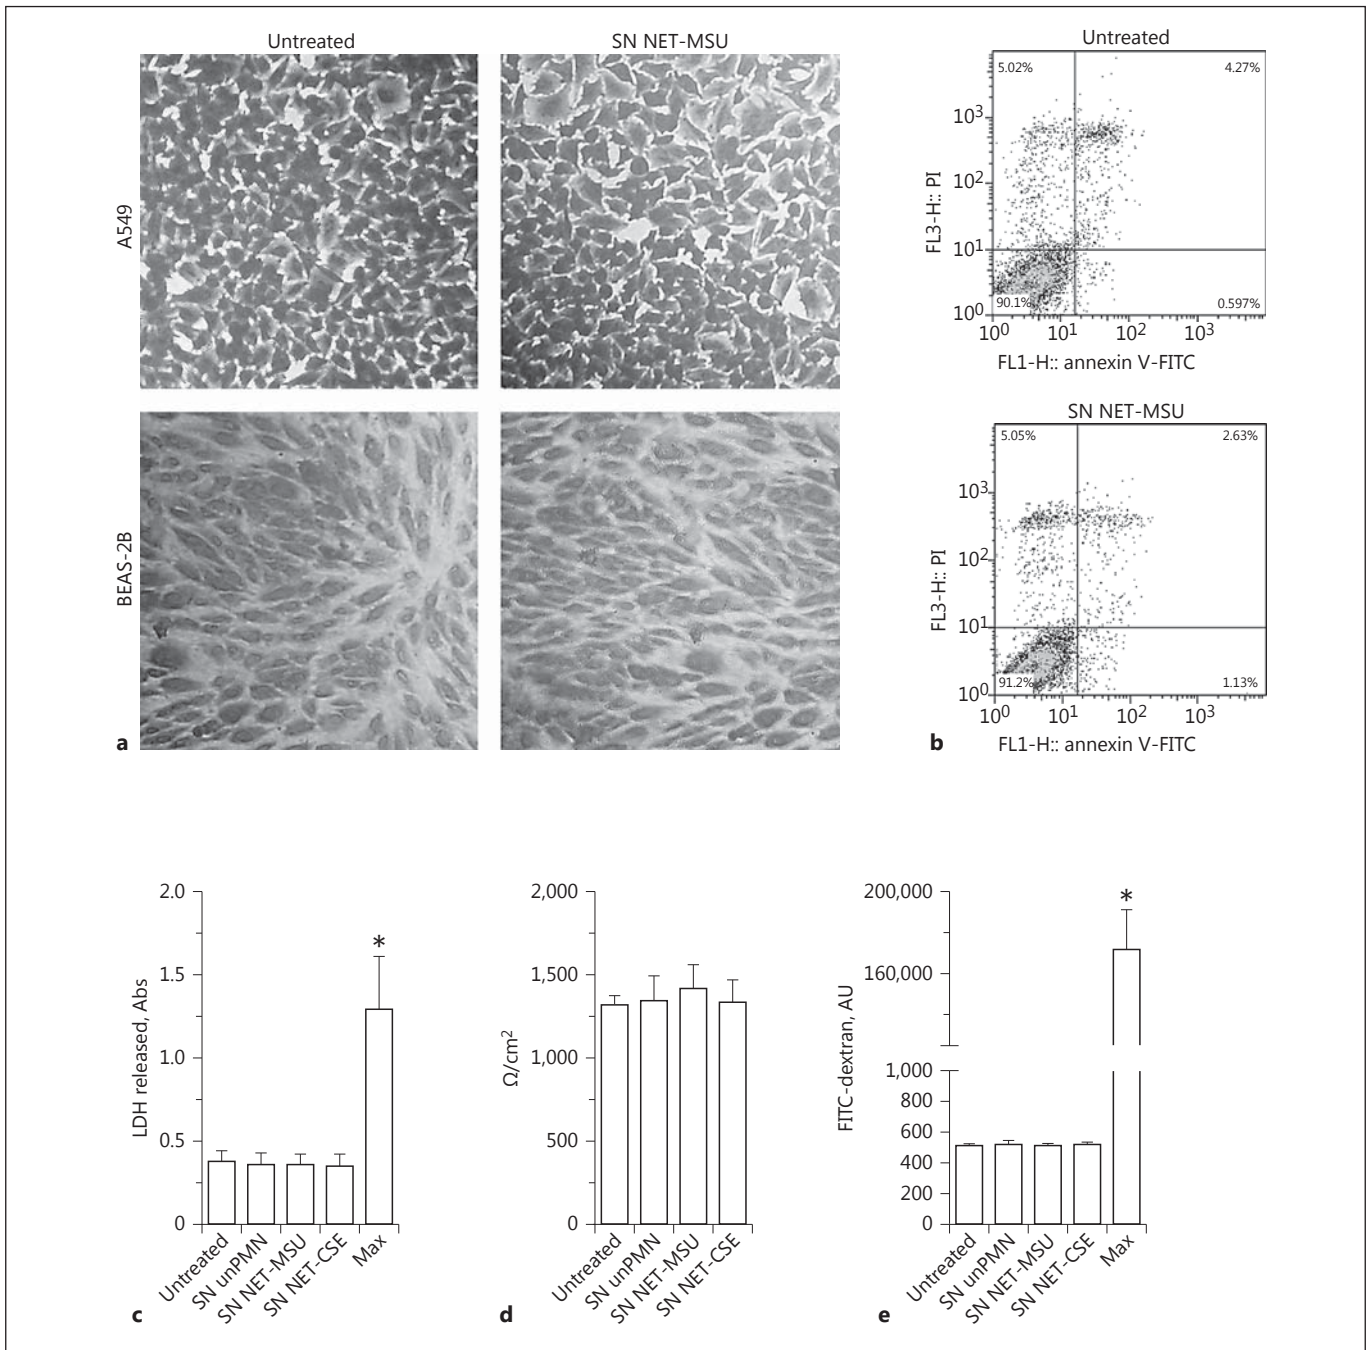 Untreated
SN NET-MSU
A549
BEAS-2B
a
Untreated
5.02%
4.27%
90.1%
0.597%
10³
10²
10¹
10⁰
FL3-H:: PI
10⁰ 10¹ 10² 10³
FL1-H:: annexin V-FITC
SN NET-MSU
5.05%
2.63%
91.2%
1.13%
10³
10²
10¹
10⁰
FL3-H:: PI
10⁰ 10¹ 10² 10³
FL1-H:: annexin V-FITC
b
2.0
1.5
1.0
0.5
0
LDH released, Abs
*
Untreated
SN unPMN
SN NET-MSU
SN NET-CSE
Max
c
2,000
1,500
1,000
500
0
Ω/cm²
Untreated
SN unPMN
SN NET-MSU
SN NET-CSE
d
200,000
160,000
1,000
800
600
400
200
0
FITC-dextran, AU
*
Untreated
SN unPMN
SN NET-MSU
SN NET-CSE
Max
e